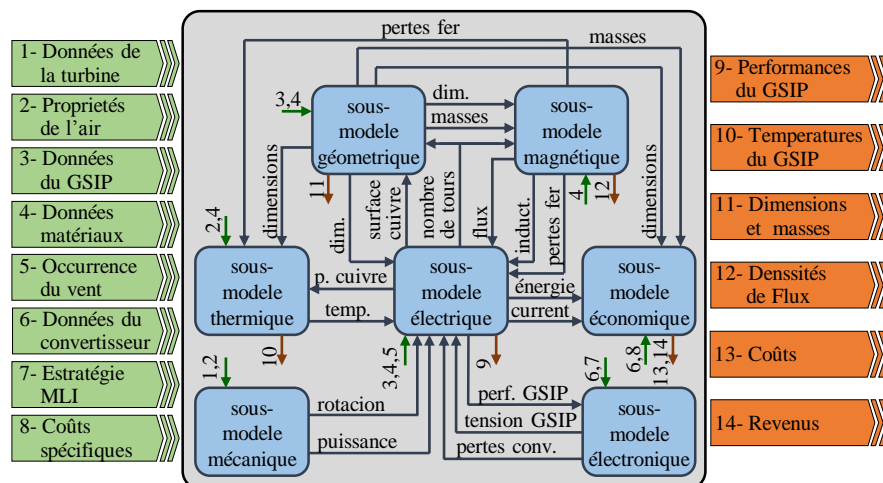 1- Données de
la turbine
2- Proprietés
de l’air
3- Données
du GSIP
4- Données
matériaux
5- Occurrence
du vent
6- Données du
convertisseur
7- Estratégie
MLI
8- Coûts
spécifiques
pertes fer
masses
3,4
sous-
modele
géometrique
dim.
masses
sous-
modele
magnétique
dimensions
11
dim.
surface
cuivre
nombre
de tours
flux
induct.
pertes fer
4
12
dimensions
2,4
sous-
modele
thermique
p. cuivre
temp.
sous-
modele
électrique
énergie
current
sous-
modele
économique
10
3,4,5
9
6,7
6,8
13,14
1,2
sous-
modele
mécanique
rotacion
puissance
perf. GSIP
tension GSIP
pertes conv.
sous-
modele
électronique
9- Performances
du GSIP
10- Temperatures
du GSIP
11- Dimensions
et masses
12- Denssités
de Flux
13- Coûts
14- Revenus